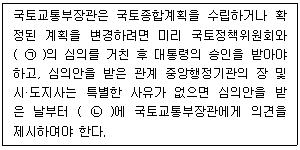 국토교통부장관은 국토종합계획을 수립하거나 확
정된 계획을 변경하려면 미리 국토정책위원회와
( ㉠ )의 심의를 거친 후 대통령의 승인을 받아야
하고, 심의안을 받은 관계 중앙행정기관의 장 및
시·도지사는 특별한 사유가 없으면 심의안을 받
은 날부터 ( ㉡ )에 국토교통부장관에게 의견을
제시하여야 한다.